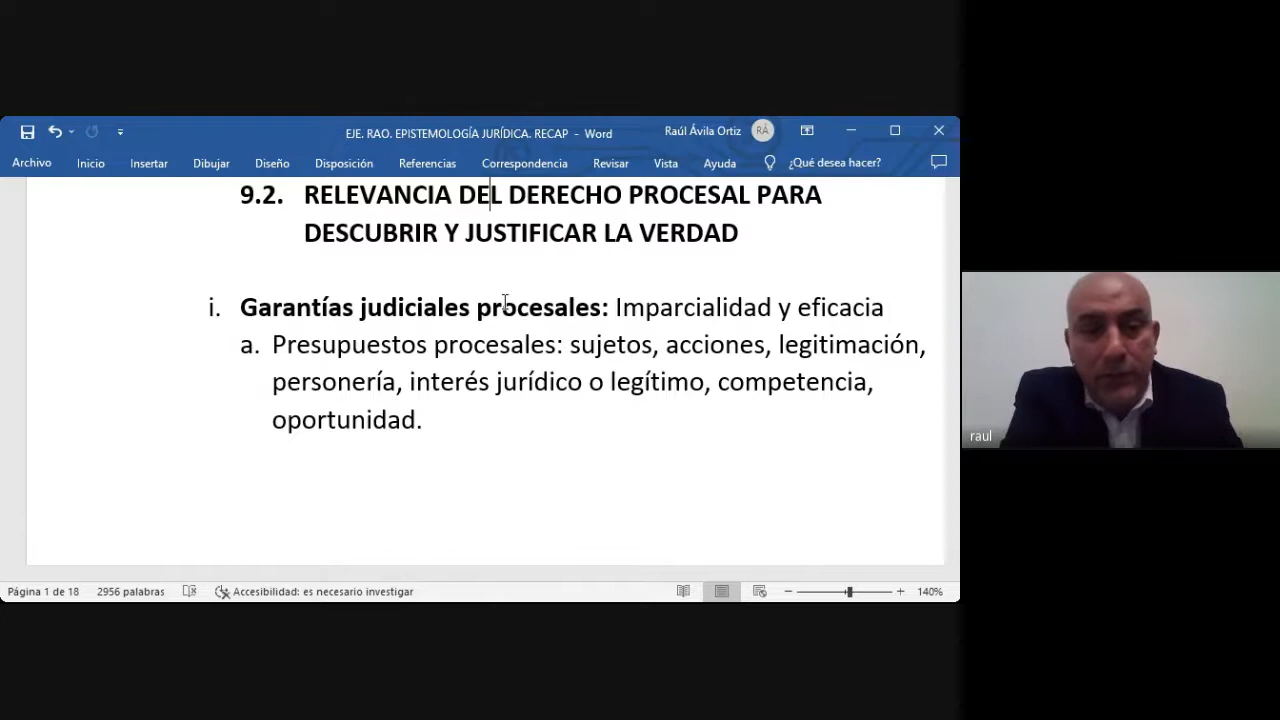 EJE. RAO. EPISTEMOLOGÍA JURÍDICA. RECAP - Word
Raúl Ávila Ortiz
RÁ
Archivo Inicio Insertar Dibujar Diseño Disposición Referencias Correspondencia Revisar Vista Ayuda ¿Qué desea hacer?
9.2. RELEVANCIA DEL DERECHO PROCESAL PARA
DESCUBRIR Y JUSTIFICAR LA VERDAD
i. Garantías judiciales procesales: Imparcialidad y eficacia
a. Presupuestos procesales: sujetos, acciones, legitimación,
personería, interés jurídico o legítimo, competencia,
oportunidad.
raul
Página 1 de 18 2956 palabras Accesibilidad: es necesario investigar 140%